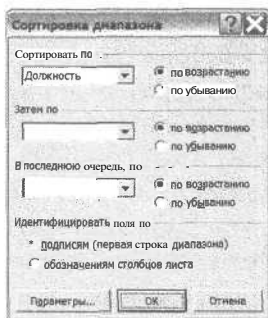 Сортировка диапазона
Сортировать по
Должность
по возрастанию
по убыванию
Затем по
по возрастанию
по убыванию
В последнюю очередь, по
по возрастанию
по убыванию
Идентифицировать поля по
подписям (первая строка диапазона)
обозначениям столбцов листа
Параметры... ОК Отмена